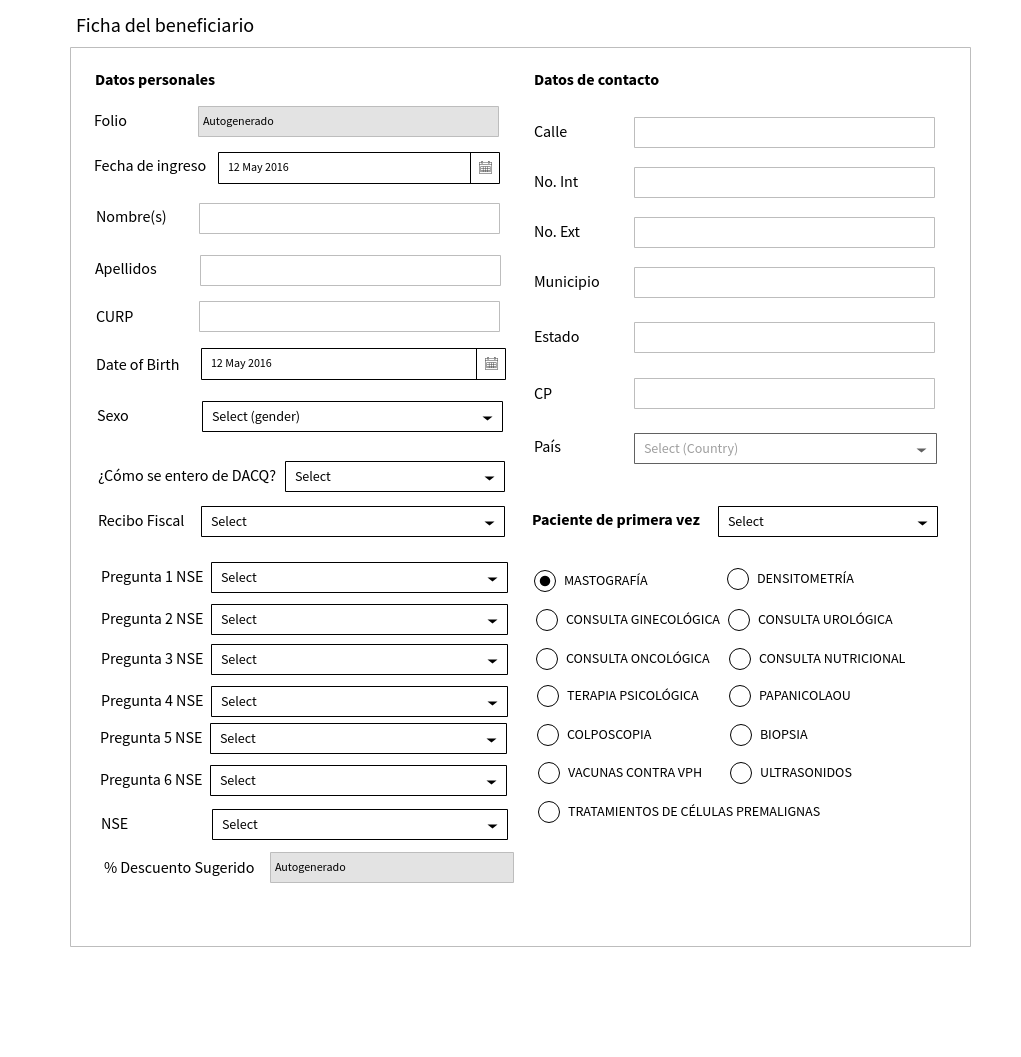 Ficha del beneficiario
Datos personales
Folio
Autogenerado
Fecha de ingreso
12 May 2016
Nombre(s)
Apellidos
CURP
Date of Birth
12 May 2016
Sexo
Select (gender)
¿Cómo se entero de DACQ?
Select
Recibo Fiscal
Select
Pregunta 1 NSE
Select
Pregunta 2 NSE
Select
Pregunta 3 NSE
Select
Pregunta 4 NSE
Select
Pregunta 5 NSE
Select
Pregunta 6 NSE
Select
NSE
Select
% Descuento Sugerido
Autogenerado
Datos de contacto
Calle
No. Int
No. Ext
Municipio
Estado
CP
País
Select (Country)
Paciente de primera vez
Select
MASTOGRAFÍA
DENSITOMETRÍA
CONSULTA GINECOLÓGICA
CONSULTA UROLÓGICA
CONSULTA ONCOLÓGICA
CONSULTA NUTRICIONAL
TERAPIA PSICOLÓGICA
PAPANICOLAOU
COLPOSCOPIA
BIOPSIA
VACUNAS CONTRA VPH
ULTRASONIDOS
TRATAMIENTOS DE CÉLULAS PREMALIGNAS